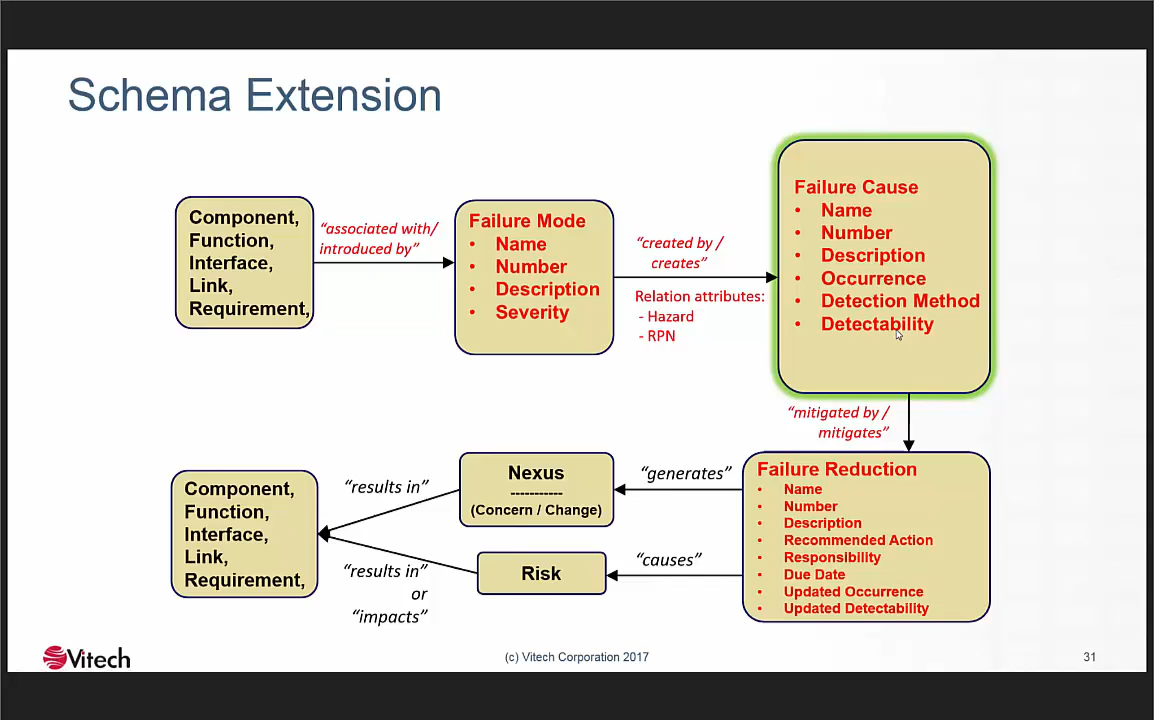 Schema Extension
Component,
Function,
Interface,
Link,
Requirement,
“associated with/
introduced by”
Failure Mode
• Name
• Number
• Description
• Severity
“created by /
creates”
Relation attributes:
- Hazard
- RPN
Failure Cause
• Name
• Number
• Description
• Occurrence
• Detection Method
• Detectability
“mitigated by /
mitigates”
Failure Reduction
• Name
• Number
• Description
• Recommended Action
• Responsibility
• Due Date
• Updated Occurrence
• Updated Detectability
“generates”
Nexus
-----------
(Concern / Change)
“causes”
Risk
“results in”
“results in”
or
“impacts”
Component,
Function,
Interface,
Link,
Requirement,
Vitech
(c) Vitech Corporation 2017
31